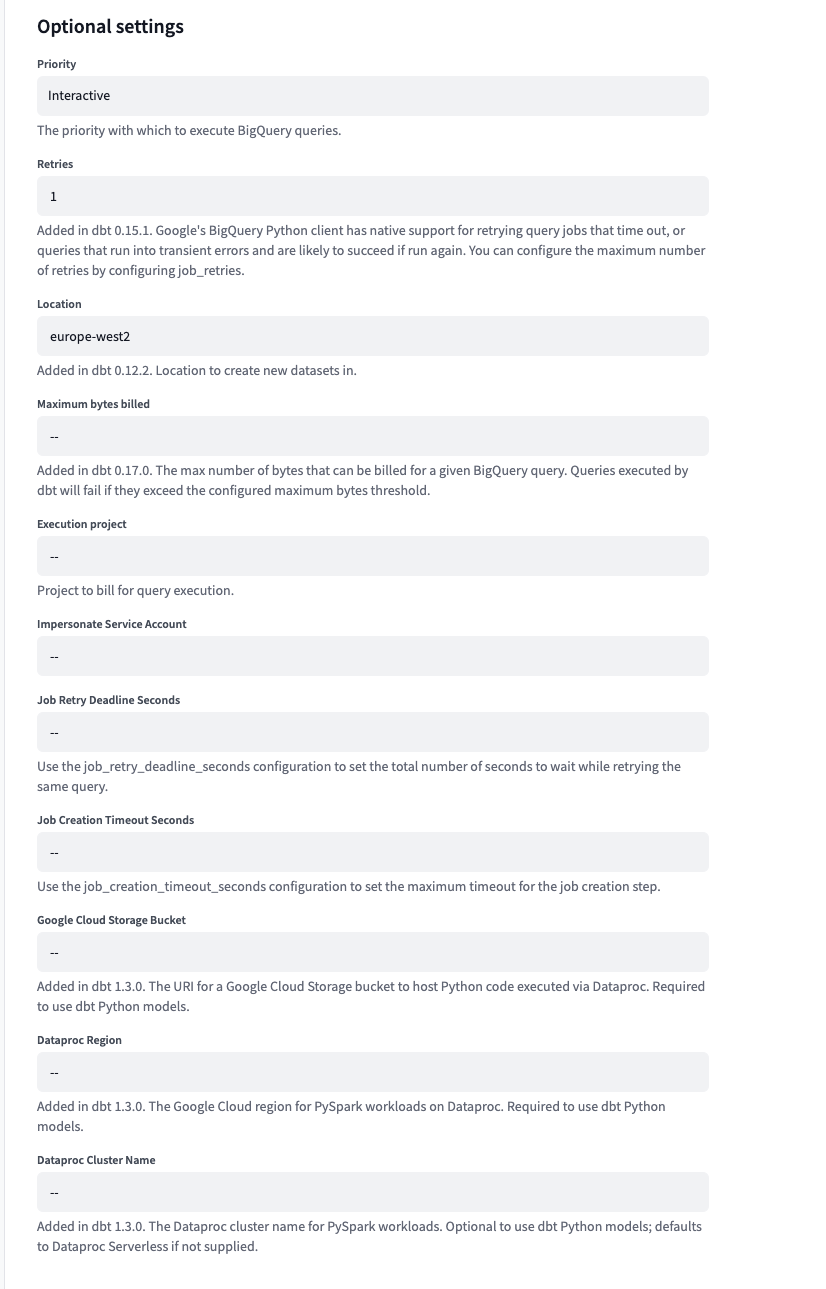 Optional settings
Priority
Interactive
The priority with which to execute BigQuery queries.
Retries
1
Added in dbt 0.15.1. Google's BigQuery Python client has native support for retrying query jobs that time out, or
queries that run into transient errors and are likely to succeed if run again. You can configure the maximum number
of retries by configuring job_retries.
Location
europe-west2
Added in dbt 0.12.2. Location to create new datasets in.
Maximum bytes billed
--
Added in dbt 0.17.0. The max number of bytes that can be billed for a given BigQuery query. Queries executed by
dbt will fail if they exceed the configured maximum bytes threshold.
Execution project
--
Project to bill for query execution.
Impersonate Service Account
--
Job Retry Deadline Seconds
--
Use the job_retry_deadline_seconds configuration to set the total number of seconds to wait while retrying the
same query.
Job Creation Timeout Seconds
--
Use the job_creation_timeout_seconds configuration to set the maximum timeout for the job creation step.
Google Cloud Storage Bucket
--
Added in dbt 1.3.0. The URI for a Google Cloud Storage bucket to host Python code executed via Dataproc. Required
to use dbt Python models.
Dataproc Region
--
Added in dbt 1.3.0. The Google Cloud region for PySpark workloads on Dataproc. Required to use dbt Python
models.
Dataproc Cluster Name
--
Added in dbt 1.3.0. The Dataproc cluster name for PySpark workloads. Optional to use dbt Python models; defaults
to Dataproc Serverless if not supplied.